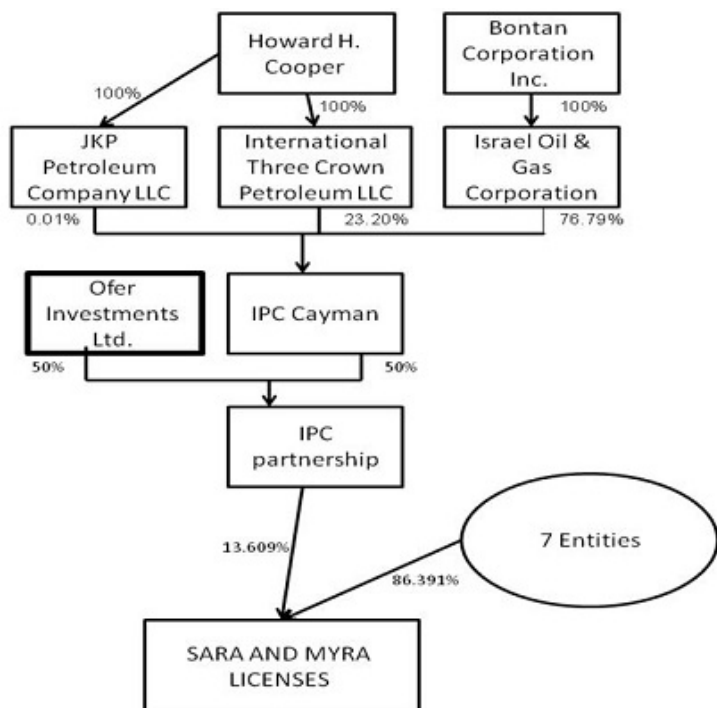 Howard H.
Cooper
Bontan
Corporation
Inc.
100%
100%
100%
JKP
Petroleum
Company LLC
International
Three Crown
Petroleum LLC
Israel Oil &
Gas
Corporation
0.01%
23.20%
76.79%
Ofer
Investments
Ltd.
IPC Cayman
50%
50%
IPC
partnership
7 Entities
13.609%
86.391%
SARA AND MYRA
LICENSES